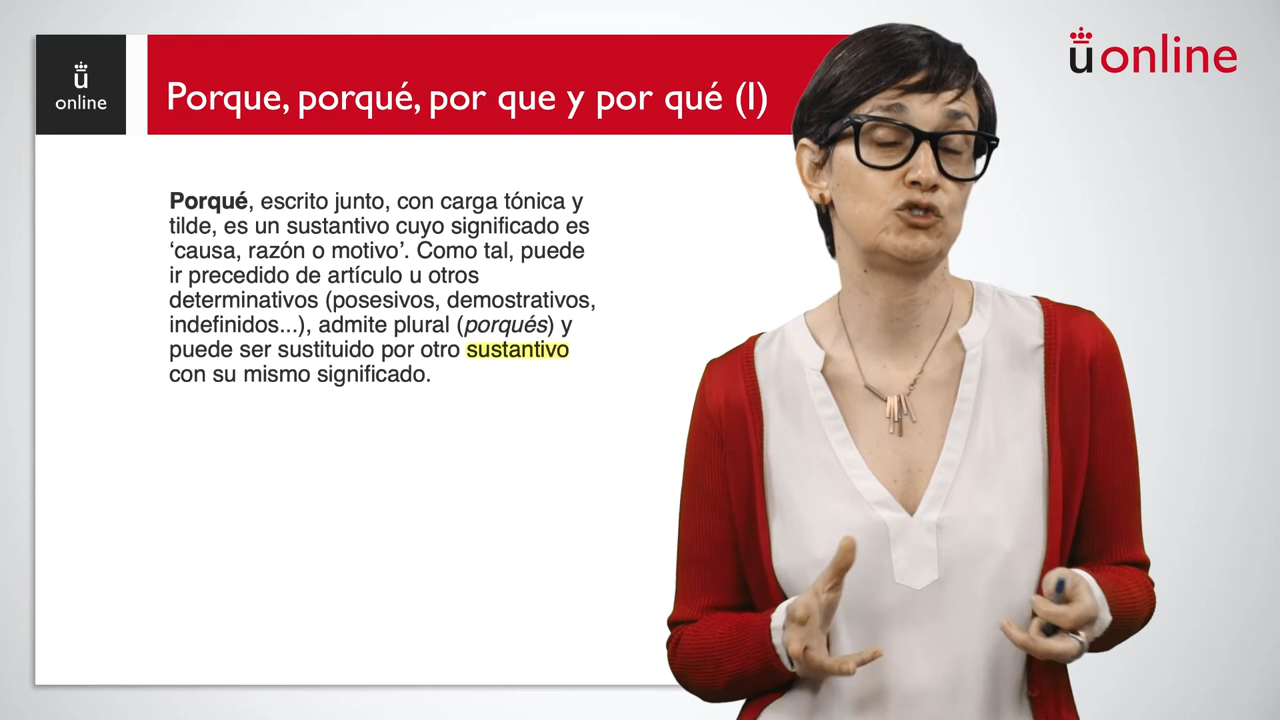 ü
online
Porque, porqué, por que y por qué (I)
üonline
Porqué, escrito junto, con carga tónica y
tilde, es un sustantivo cuyo significado es
‘causa, razón o motivo’. Como tal, puede
ir precedido de artículo u otros
determinativos (posesivos, demostrativos,
indefinidos...), admite plural (porqués) y
puede ser sustituido por otro sustantivo
con su mismo significado.